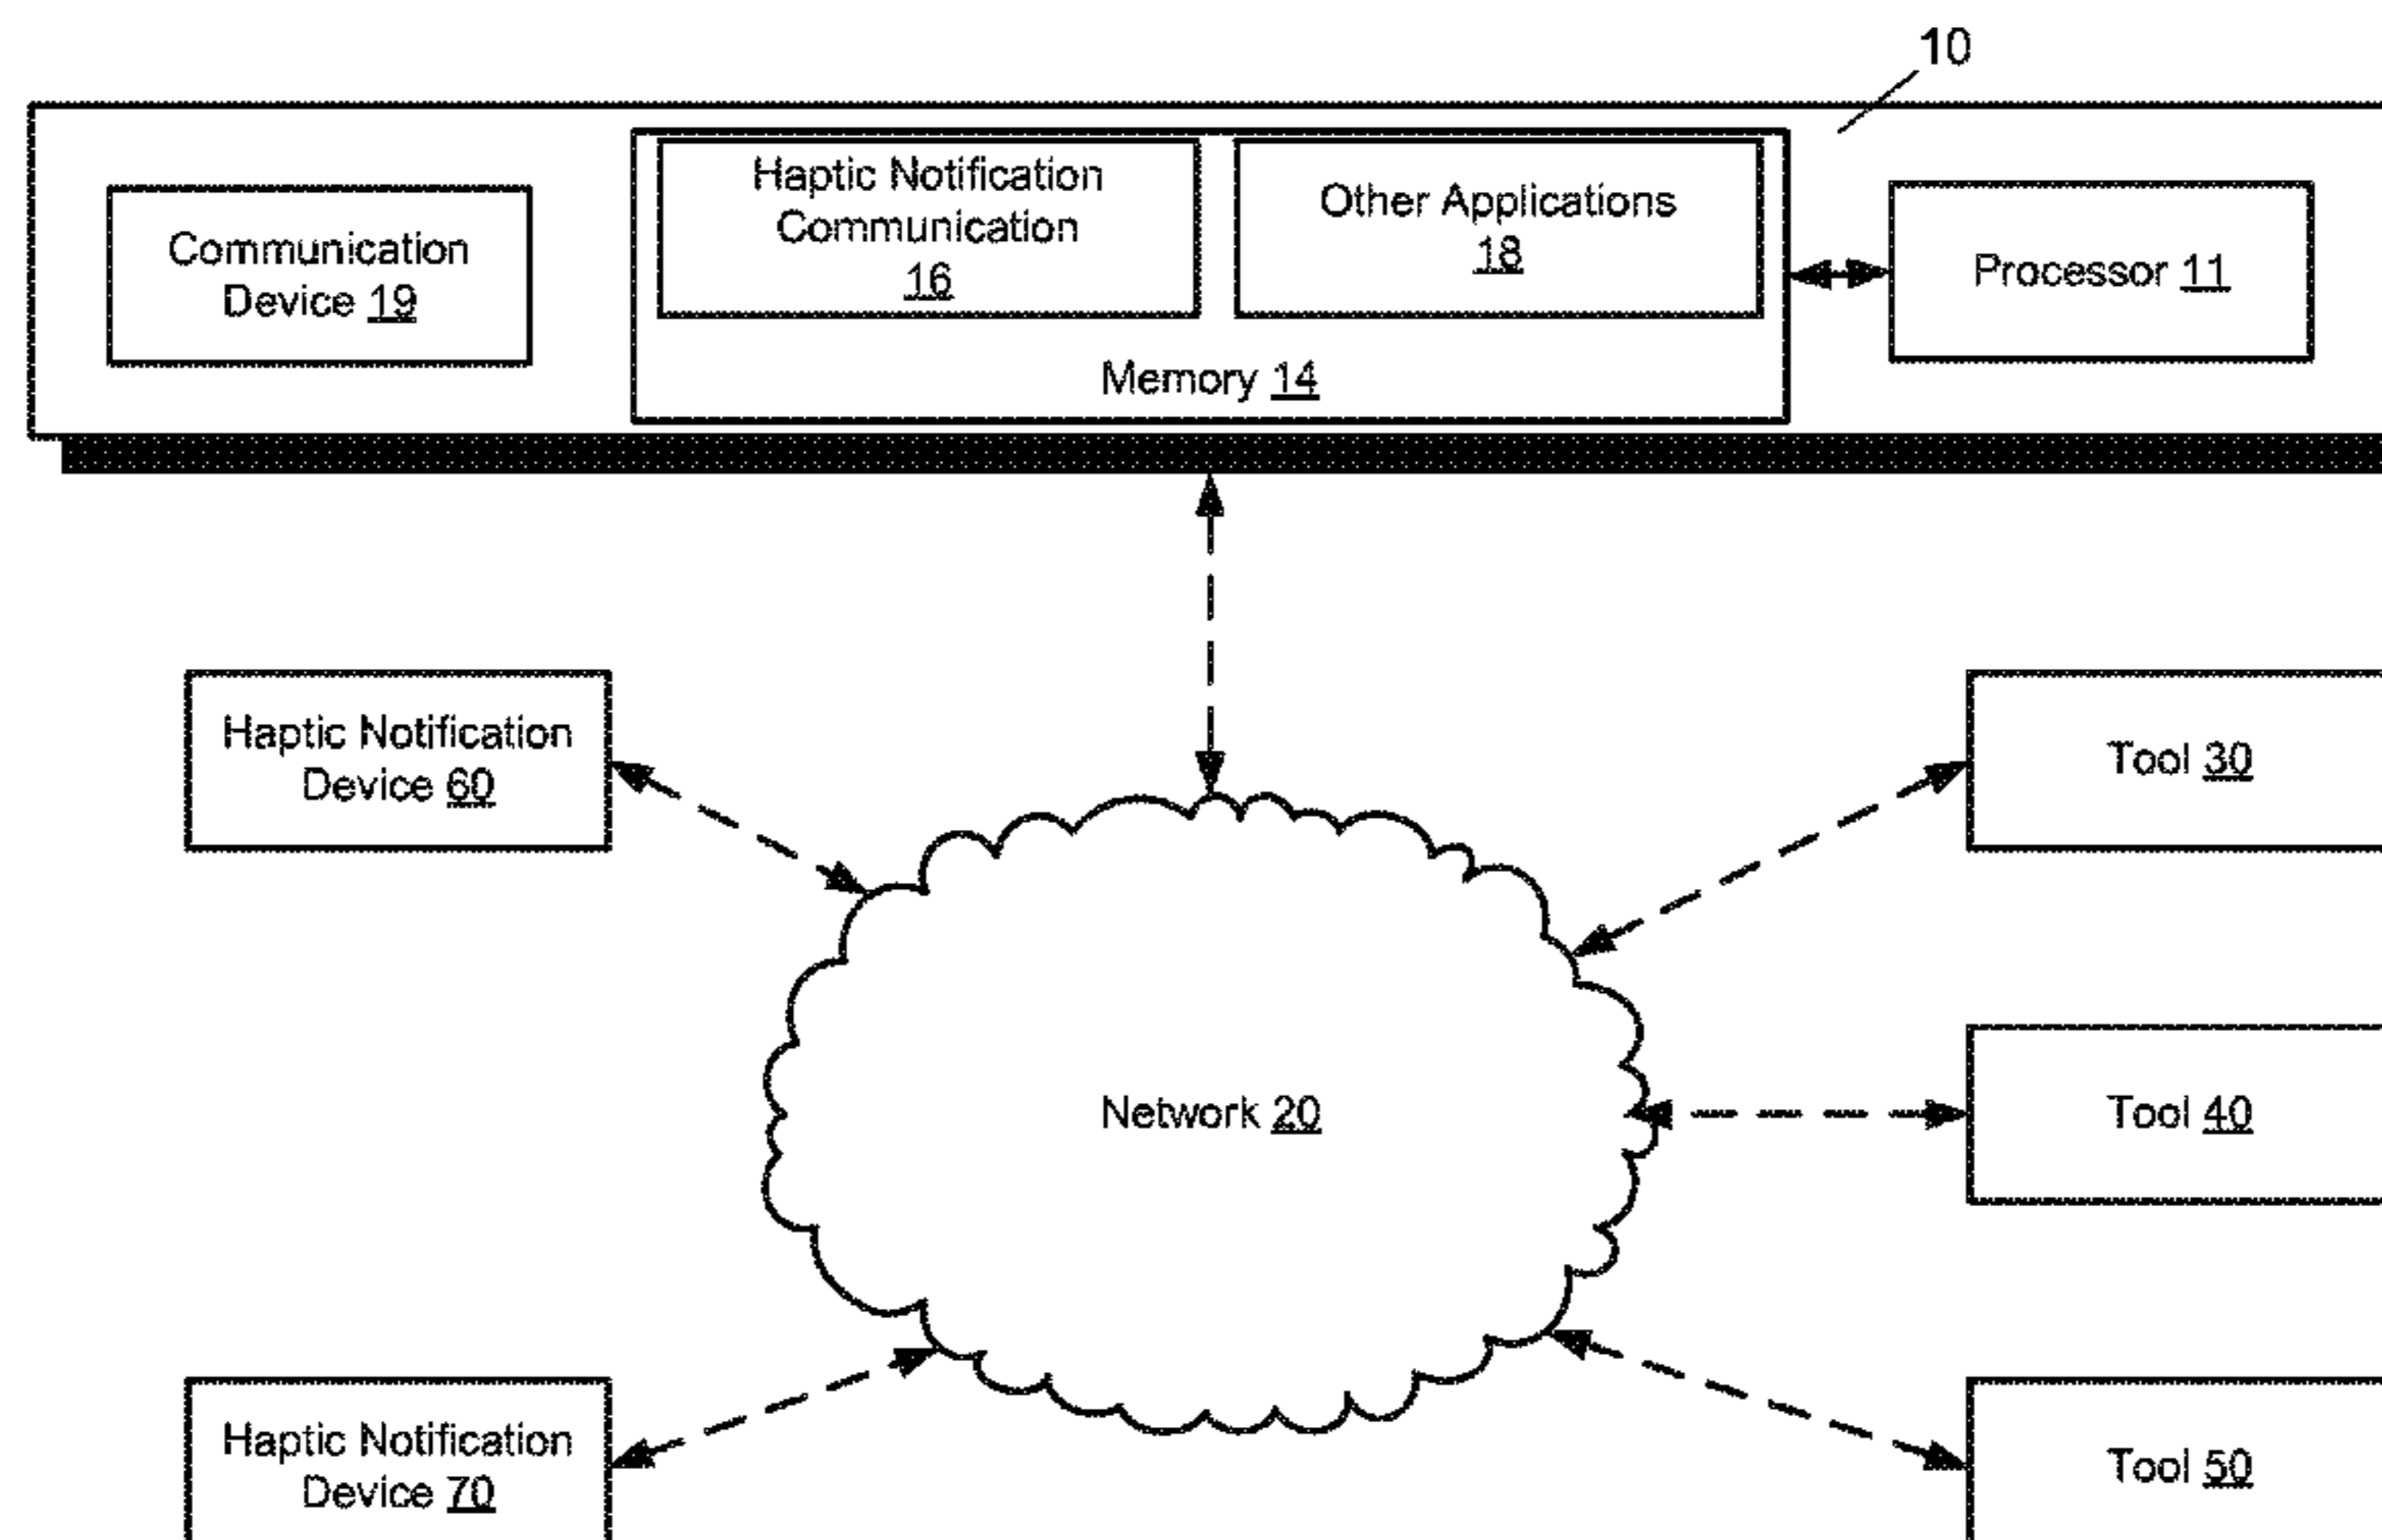 10
Haptic Notification
Communication
16
Other Applications
18
Communication
Device 19
Processor 11
Memory 14
Haptic Notification
Device 60
Tool 30
Network 20
Tool 40
Haptic Notification
Device 70
Tool 50